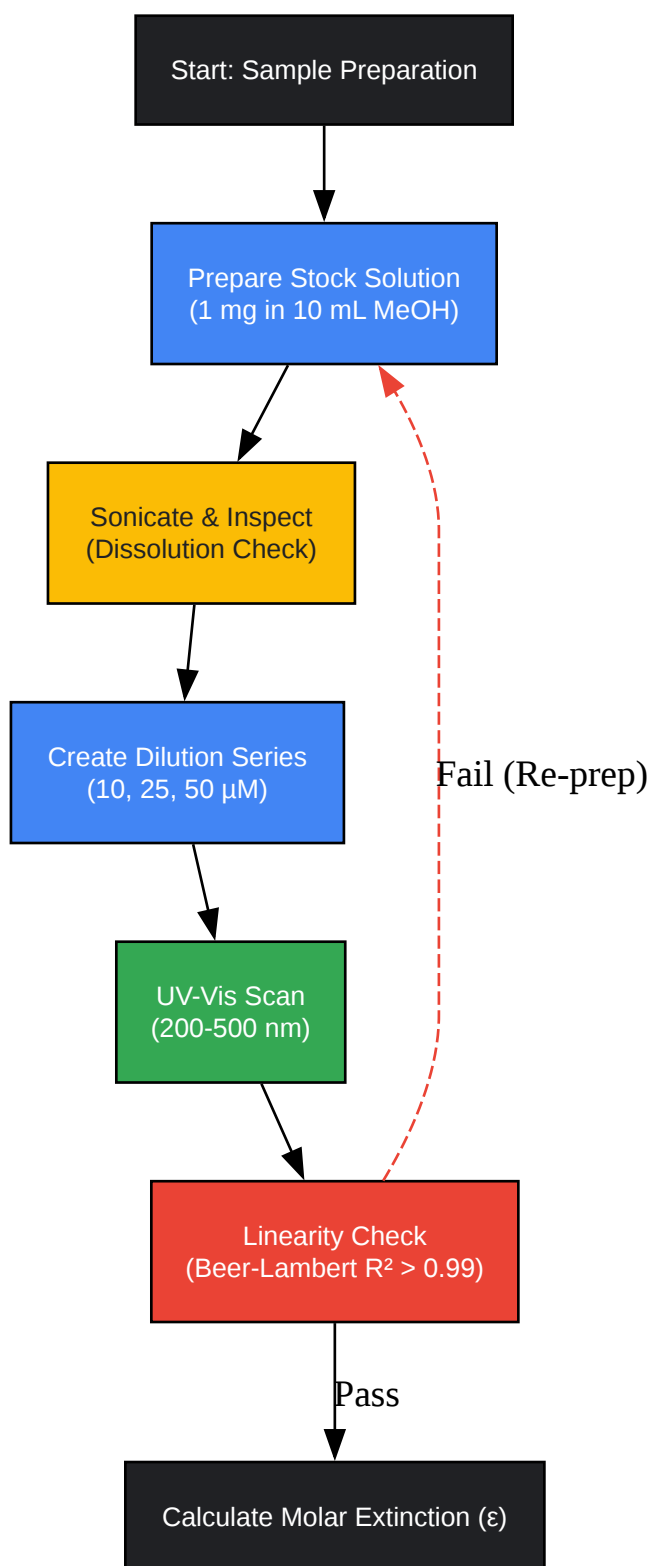 Start: Sample Preparation
Prepare Stock Solution
(1 mg in 10 mL MeOH)
Sonicate & Inspect
(Dissolution Check)
Create Dilution Series
(10, 25, 50 µM)
Fail (Re-prep)
UV-Vis Scan
(200-500 nm)
Linearity Check
(Beer-Lambert R² > 0.99)
Pass
Calculate Molar Extinction (ε)